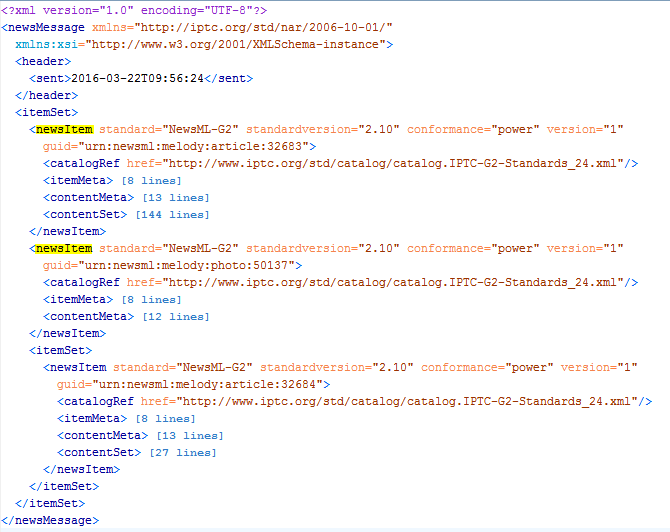 <?xml version="1.0" encoding="UTF-8"?>
<newsMessage xmlns="http://iptc.org/std/nar/2006-10-01/"
xmlns:xsi="http://www.w3.org/2001/XMLSchema-instance">
<header>
<sent>2016-03-22T09:56:24</sent>
</header>
<itemSet>
<newsItem standard="NewsML-G2" standardversion="2.10" conformance="power" version="1"
guid="urn:newsml:melody:article:32683">
<catalogRef href="http://www.iptc.org/std/catalog/catalog.IPTC-G2-Standards_24.xml"/>
<itemMeta> [8 lines]
<contentMeta> [13 lines]
<contentSet> [144 lines]
</newsItem>
<newsItem standard="NewsML-G2" standardversion="2.10" conformance="power" version="1"
guid="urn:newsml:melody:photo:50137">
<catalogRef href="http://www.iptc.org/std/catalog/catalog.IPTC-G2-Standards_24.xml"/>
<itemMeta> [8 lines]
<contentMeta> [12 lines]
</newsItem>
<itemSet>
<newsItem standard="NewsML-G2" standardversion="2.10" conformance="power" version="1"
guid="urn:newsml:melody:article:32684">
<catalogRef href="http://www.iptc.org/std/catalog/catalog.IPTC-G2-Standards_24.xml"/>
<itemMeta> [8 lines]
<contentMeta> [13 lines]
<contentSet> [27 lines]
</newsItem>
</itemSet>
</itemSet>
</newsMessage>